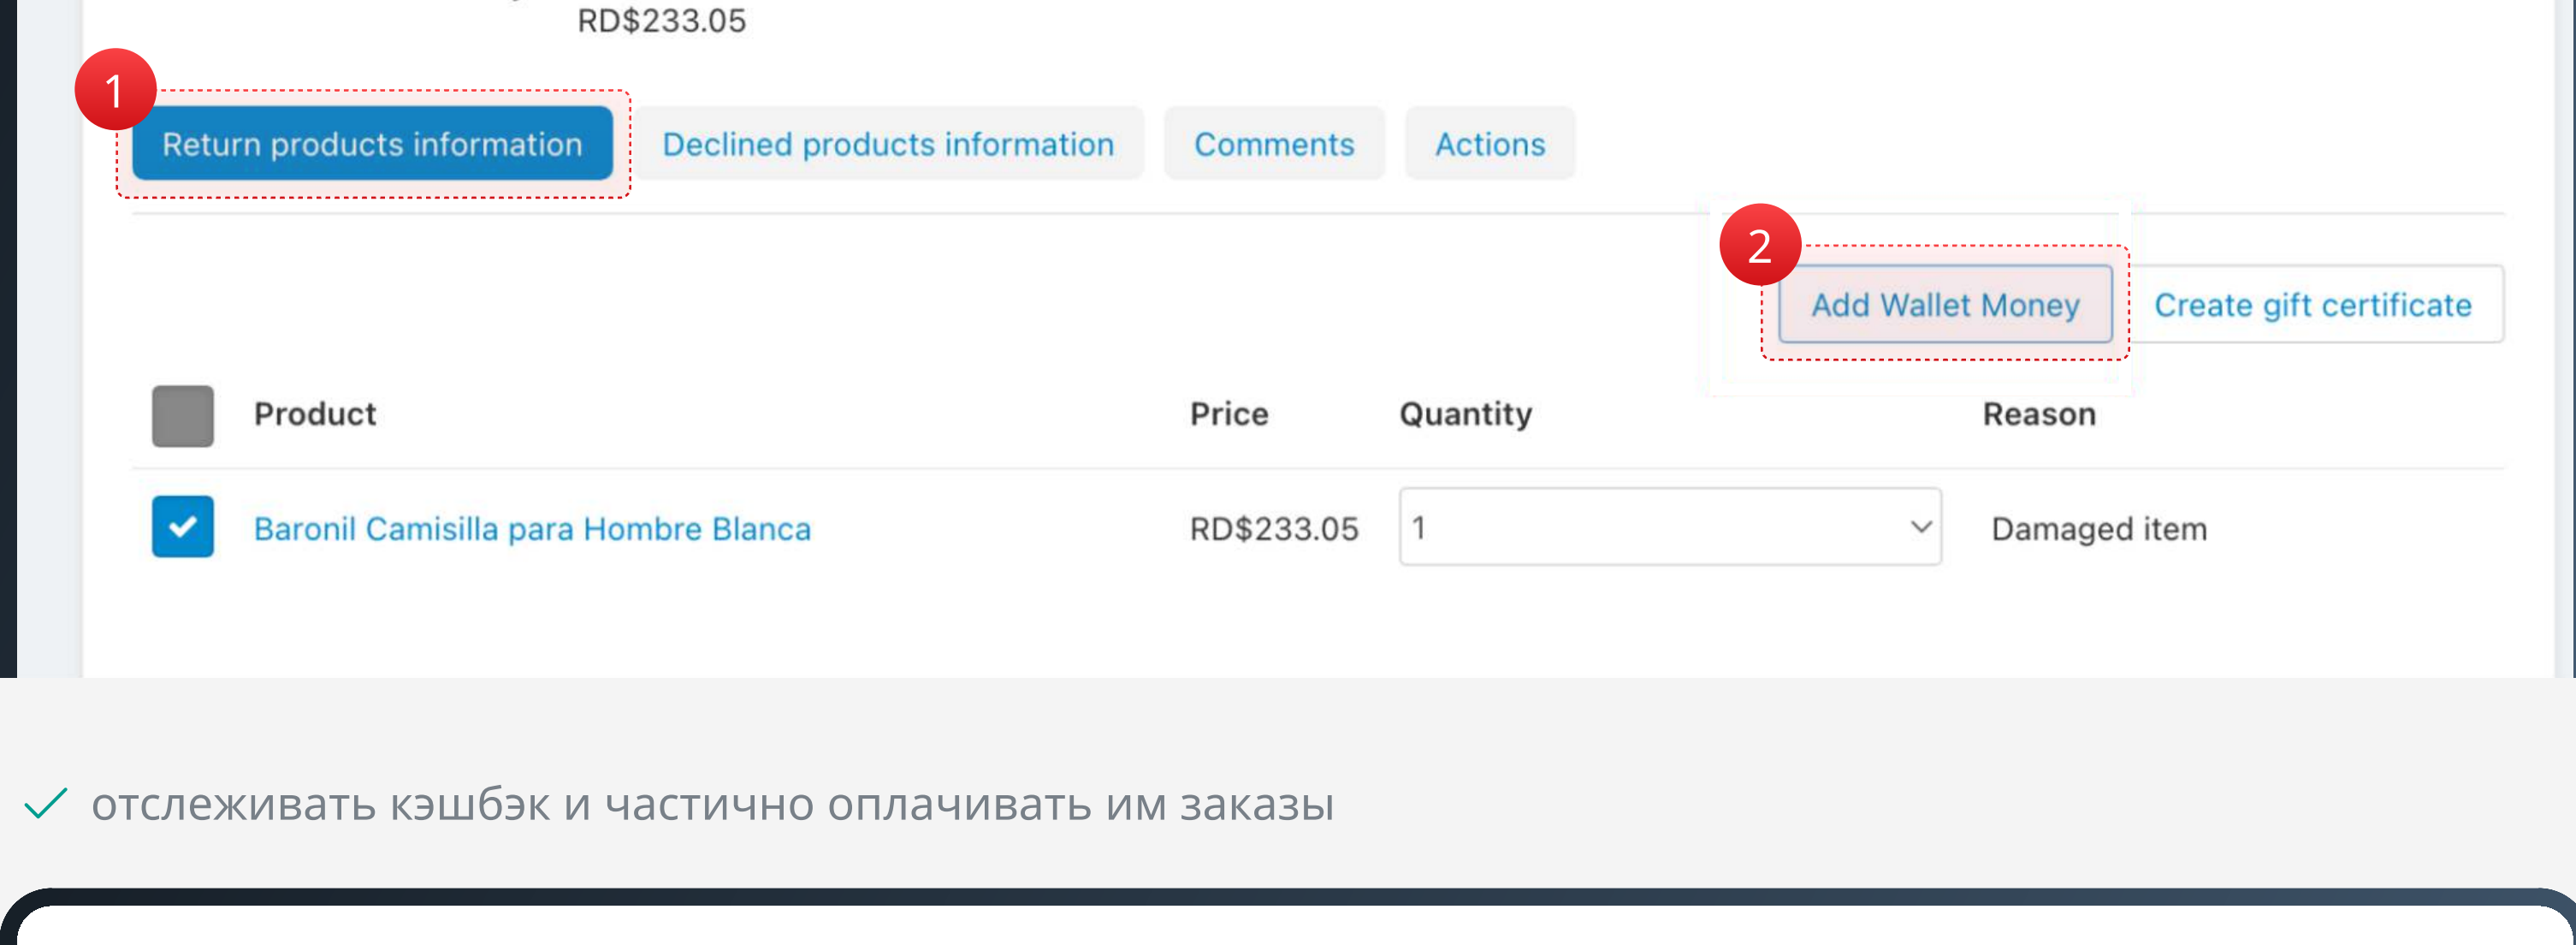 RD$233.05
1
Return products information Declined products information Comments Actions
2
Add Wallet Money Create gift certificate
Product Price Quantity Reason
Baronil Camisilla para Hombre Blanca RD$233.05 1 Damaged item
отслеживать кэшбэк и частично оплачивать им заказы